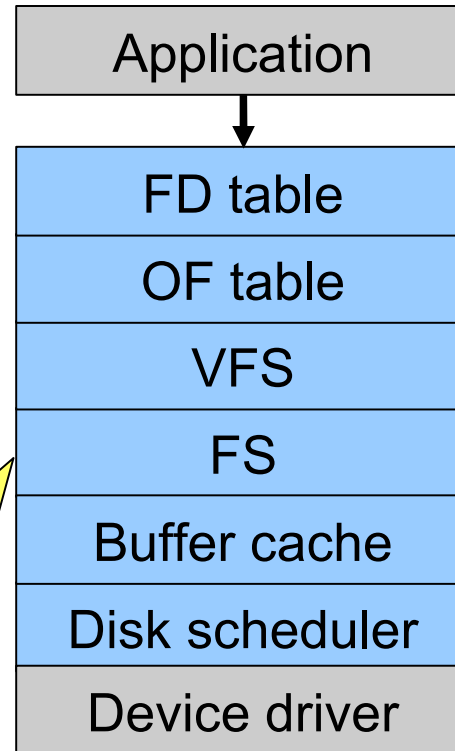 Application
FD table
OF table
VFS
FS
Buffer cache
Disk scheduler
Device driver